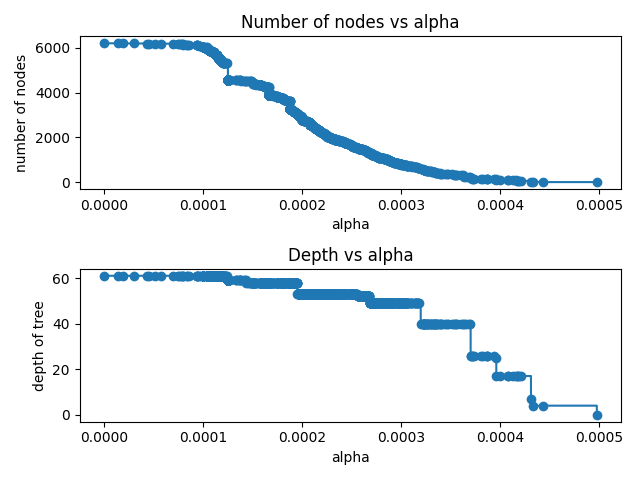 Number of nodes vs alpha
number of nodes
6000
4000
2000
0
0.0000 0.0001 0.0002 0.0003 0.0004 0.0005
alpha
Depth vs alpha
depth of tree
60
40
20
0
0.0000 0.0001 0.0002 0.0003 0.0004 0.0005
alpha